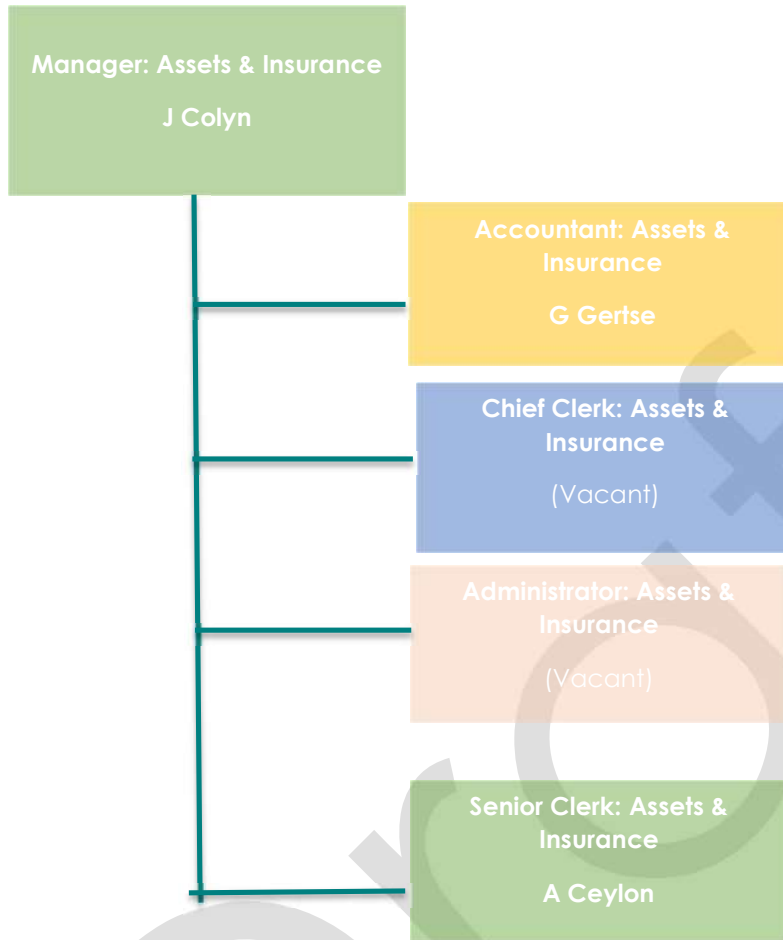 Manager: Assets & Insurance
J Colyn
Accountant: Assets &
Insurance
G Gertse
Chief Clerk: Assets &
Insurance
(Vacant)
Administrator: Assets &
Insurance
(Vacant)
Senior Clerk: Assets &
Insurance
A Ceylon